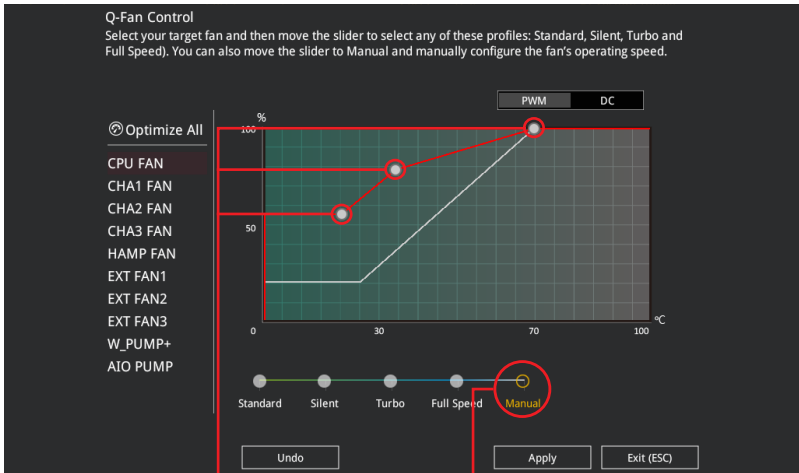 Q-Fan Control
Select your target fan and then move the slider to select any of these profiles: Standard, Silent, Turbo and
Full Speed). You can also move the slider to Manual and manually configure the fan's operating speed.
PWM DC
%
Optimize All
100
CPU FAN
CHA1 FAN
CHA2 FAN
50
CHA3 FAN
HAMP FAN
EXT FAN1
EXT FAN2
EXT FAN3
°C
0 30 70 100
W_PUMP+
AIO PUMP
Standard Silent Turbo Full Speed Manual
Undo Apply Exit (ESC)